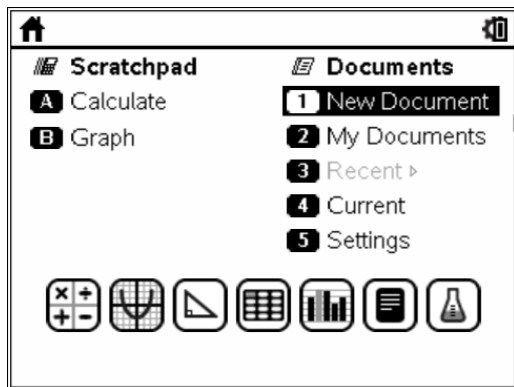 Scratchpad
A Calculate
B Graph
Documents
1 New Document
2 My Documents
3 Recent ▹
4 Current
5 Settings